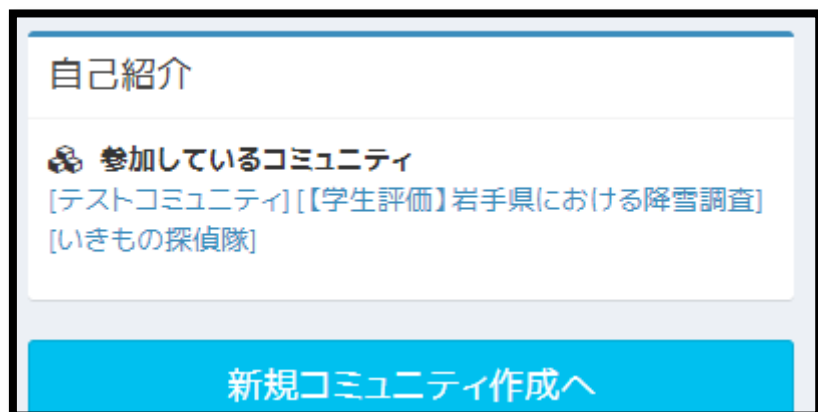 自己紹介
参加しているコミュニティ
[テストコミュニティ] [【学生評価】岩手県における降雪調査]
[いきもの探偵隊]
新規コミュニティ作成へ